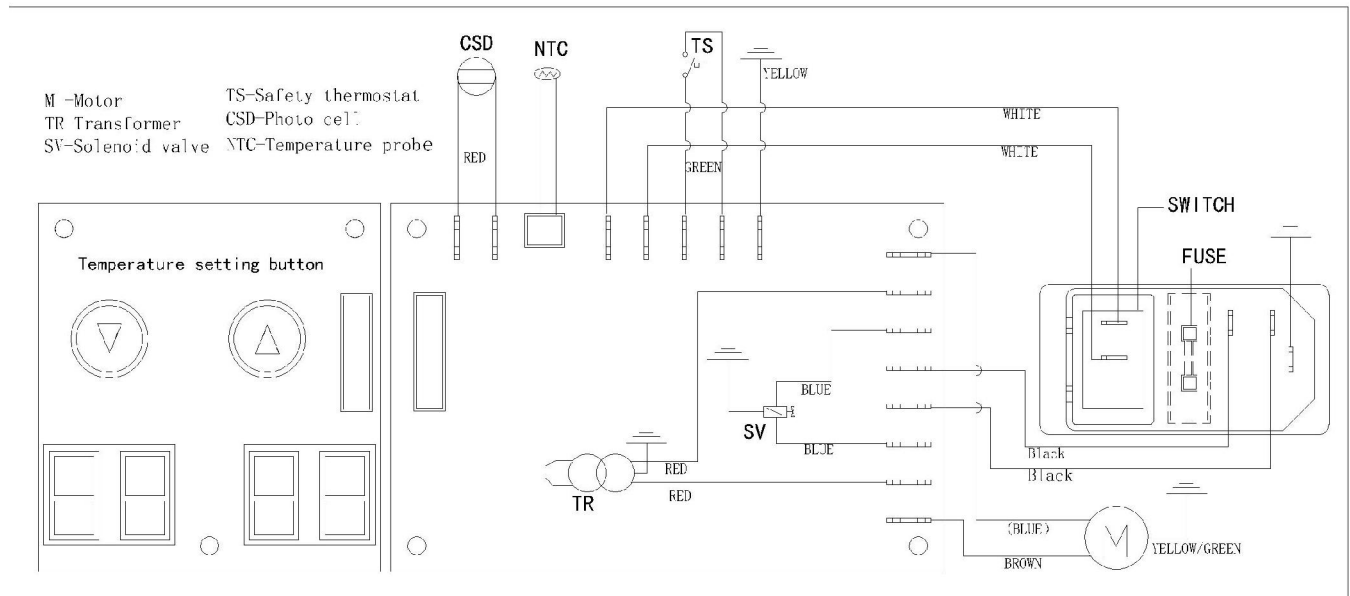 CSD
NTC
TS
M -Motor
TS-Safety thermostat
YELLOW
TR Transformer
CSD-Photo cell
WHITE
SV-Solenoid valve
NTC-Temperature probe
RED
GREEN
WHITE
SWITCH
FUSE
Temperature setting button
BLUE
SV
BLUE
Black
RED
Black
TR
RED
(BLUE)
M
YELLOW/GREEN
BROWN